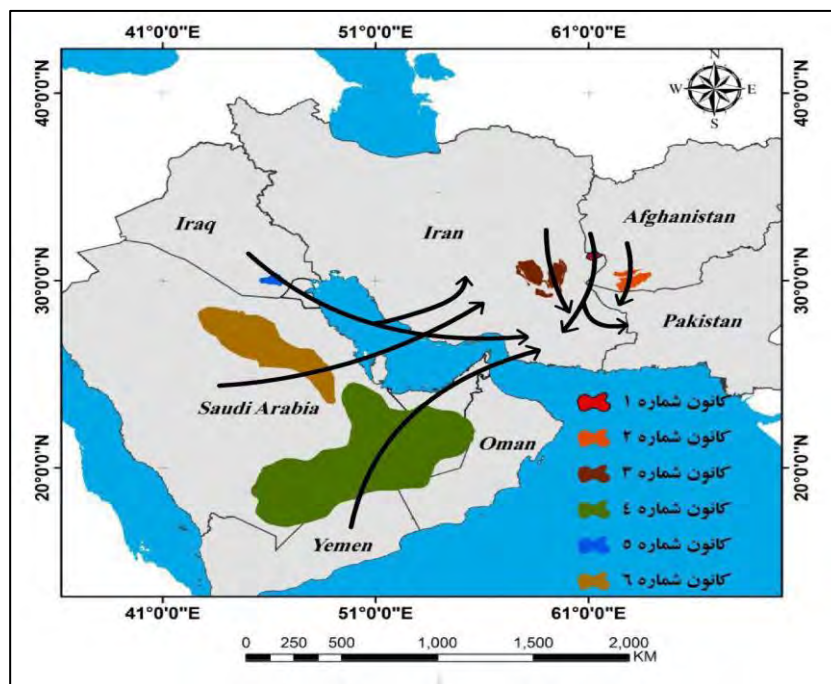 41°0'0"E 51°0'0"E 61°0'0"E
N
W E
S
40°0'0"N 40°0'0"N
Afghanistan
Iraq
Iran
30°0'0"N 30°0'0"N
Pakistan
Saudi Arabia
کانون شماره ۱
کانون شماره ۲
Oman
20°0'0"N 20°0'0"N
کانون شماره ۳
کانون شماره ٤
Yemen
کانون شماره ۵
کانون شماره ٦
41°0'0"E 51°0'0"E 61°0'0"E
0 250 500 1,000 1,500 2,000
KM